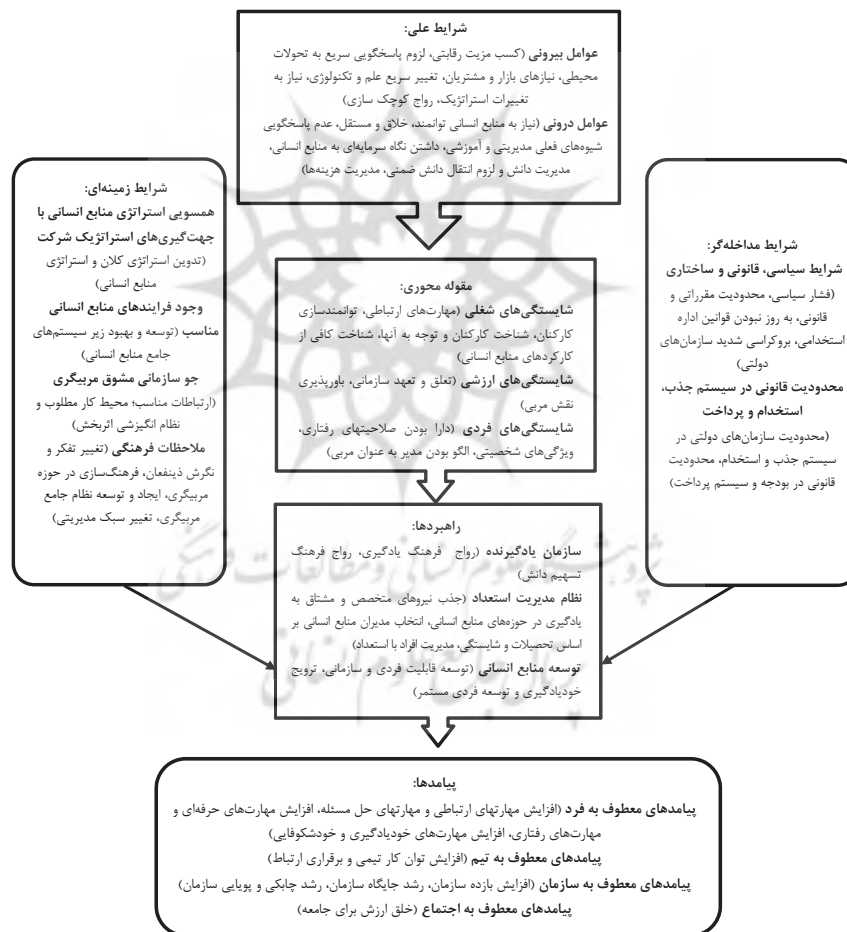 شرایط علی:
عوامل بیرونی (کسب مزیت رقابتی، لزوم پاسخگویی سریع به تحولات
محیطی، نیازهای بازار و مشتریان، تغییر سریع علم و تکنولوژی، نیاز به
تغییرات استراتژیک، رواج کوچک سازی)
عوامل درونی (نیاز به منابع انسانی توانمند، خلاق و مستقل، عدم پاسخگویی
شیوه‌های فعلی مدیریتی و آموزشی، داشتن نگاه سرمایه‌ای به منابع انسانی،
مدیریت دانش و لزوم انتقال دانش ضمنی، مدیریت هزینه‌ها)
شرایط مداخله‌گر:
شرایط سیاسی، قانونی و ساختاری
(فشار سیاسی، محدودیت مقرراتی و
قانونی، به روز نبودن قوانین اداره
استخدامی، بروکراسی شدید سازمان‌های
دولتی)
محدودیت قانونی در سیستم جذب،
استخدام و پرداخت
(محدودیت سازمان‌های دولتی در
سیستم جذب و استخدام، محدودیت
قانونی در بودجه و سیستم پرداخت)
مقوله محوری:
شایستگی‌های شغلی (مهارت‌های ارتباطی، توانمندسازی
کارکنان، شناخت کارکنان و توجه به آنها، شناخت کافی از
کارکردهای منابع انسانی)
شایستگی‌های ارزشی (تعلق و تعهد سازمانی، باورپذیری
نقش مربی)
شایستگی‌های فردی (دارا بودن صلاحیتهای رفتاری،
ویژگی‌های شخصیتی، الگو بودن مدیر به عنوان مربی)
شرایط زمینه‌ای:
همسویی استراتژی منابع انسانی با
جهت‌گیری‌های استراتژیک شرکت
(تدوین استراتژی کلان و استراتژی
منابع انسانی)
وجود فرایندهای منابع انسانی
مناسب (توسعه و بهبود زیر سیستم‌های
جامع منابع انسانی)
جو سازمانی مشوق مربیگری
(ارتباطات مناسب؛ محیط کار مطلوب و
نظام انگیزشی اثربخش)
ملاحظات فرهنگی (تغییر تفکر و
نگرش ذینفعان، فرهنگ‌سازی در حوزه
مربیگری، ایجاد و توسعه نظام جامع
مربیگری، تغییر سبک مدیریتی)
راهبردها:
سازمان یادگیرنده (رواج فرهنگ یادگیری، رواج فرهنگ
تسهیم دانش)
نظام مدیریت استعداد (جذب نیروهای متخصص و مشتاق به
یادگیری در حوزه‌های منابع انسانی، انتخاب مدیران منابع انسانی بر
اساس تحصیلات و شایستگی، مدیریت افراد با استعداد)
توسعه منابع انسانی (توسعه قابلیت فردی و سازمانی، ترویج
خودیادگیری و توسعه فردی مستمر)
پژوهشگاه علوم انسانی و مطالعات فرهنگی
پرتال جامع علوم انسانی
پیامدها:
پیامدهای معطوف به فرد (افزایش مهارتهای ارتباطی و مهارتهای حل مسئله، افزایش مهارت‌های حرفه‌ای و
مهارت‌های رفتاری، افزایش مهارت‌های خودیادگیری و خودشکوفایی)
پیامدهای معطوف به تیم (افزایش توان کار تیمی و برقراری ارتباط)
پیامدهای معطوف به سازمان (افزایش بازده سازمان، رشد جایگاه سازمان، رشد چابکی و پویایی سازمان)
پیامدهای معطوف به اجتماع (خلق ارزش برای جامعه)